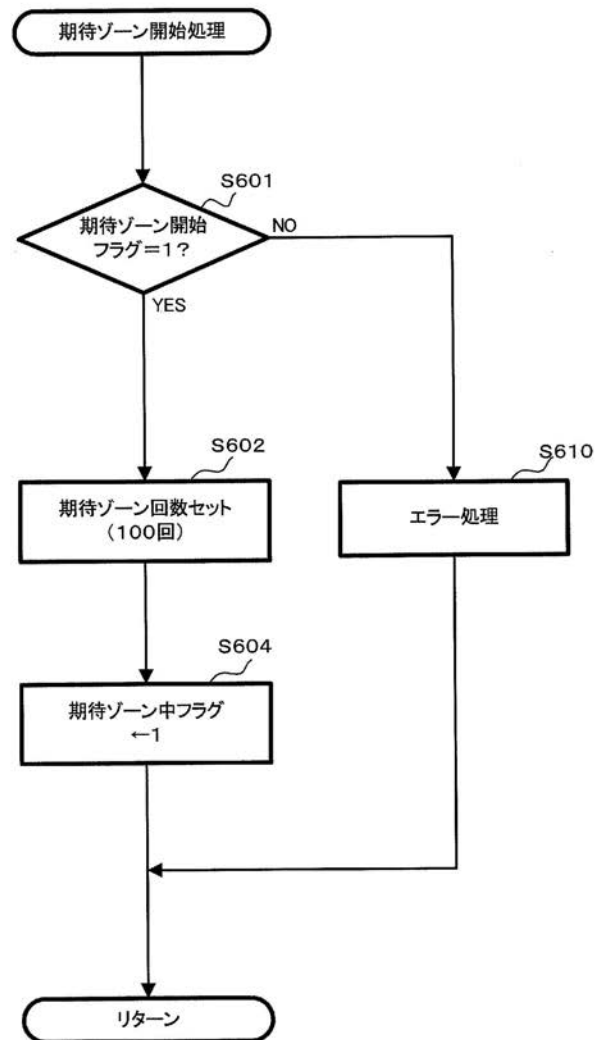 期待ゾーン開始処理
S601
期待ゾーン開始
フラグ＝１？
NO
YES
S602
期待ゾーン回数セット
（１００回）
S610
エラー処理
S604
期待ゾーン中フラグ
←１
リターン